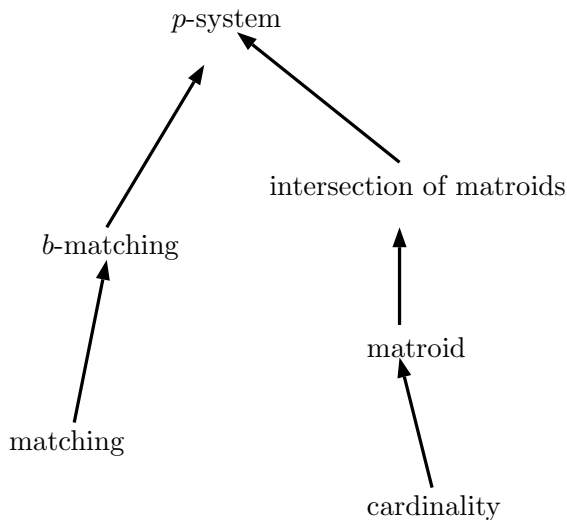 p-system
intersection of matroids
b-matching
matroid
matching
cardinality